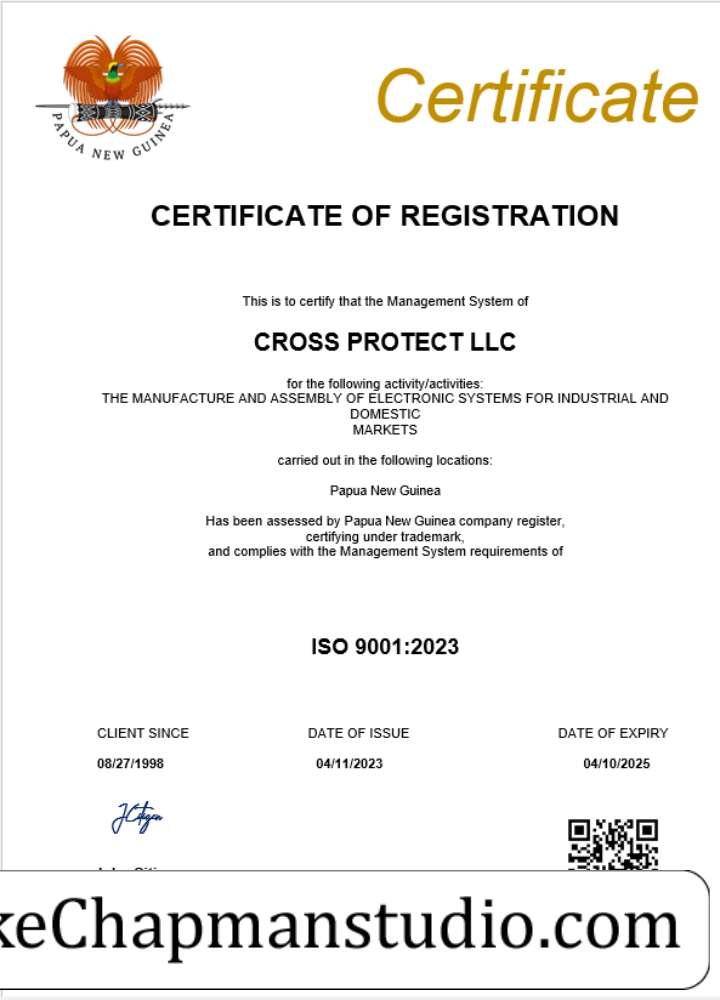 PAPUA NEW GUINEA
Certificate
CERTIFICATE OF REGISTRATION
This is to certify that the Management System of
CROSS PROTECT LLC
for the following activity/activities:
THE MANUFACTURE AND ASSEMBLY OF ELECTRONIC SYSTEMS FOR INDUSTRIAL AND
DOMESTIC
MARKETS
carried out in the following locations:
Papua New Guinea
Has been assessed by Papua New Guinea company register,
certifying under trademark,
and complies with the Management System requirements of
ISO 9001:2023
CLIENT SINCE DATE OF ISSUE DATE OF EXPIRY
08/27/1998 04/11/2023 04/10/2025
JCitizen
keChapmanstudio.com